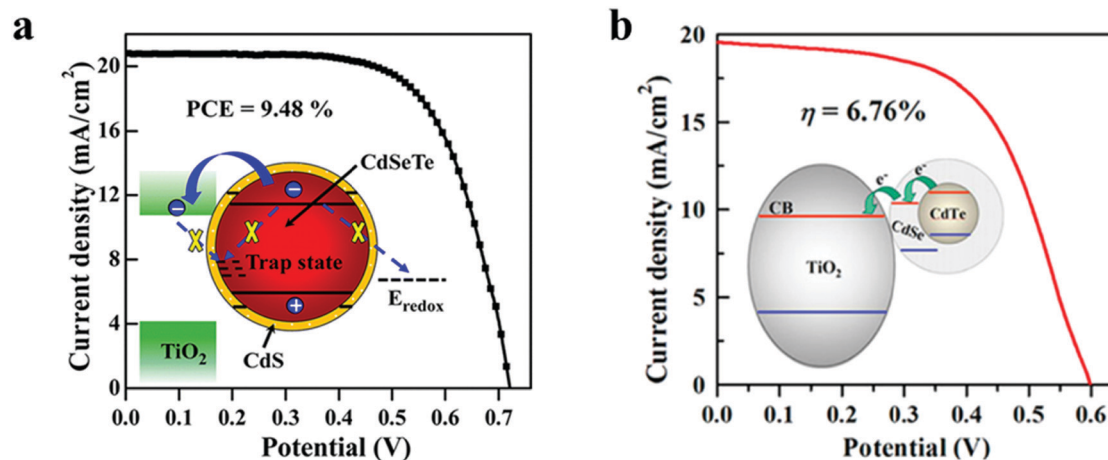 a
Current density (mA/cm²)
20
16
12
8
4
0
PCE = 9.48 %
CdSeTe
−
−
Trap state
E_redox
+
TiO₂
CdS
0.0 0.1 0.2 0.3 0.4 0.5 0.6 0.7
Potential (V)
b
Current density (mA/cm²)
20
15
10
5
0
η = 6.76%
e⁻ e⁻
CB
CdTe
CdSe
TiO₂
0.0 0.1 0.2 0.3 0.4 0.5 0.6
Potential (V)